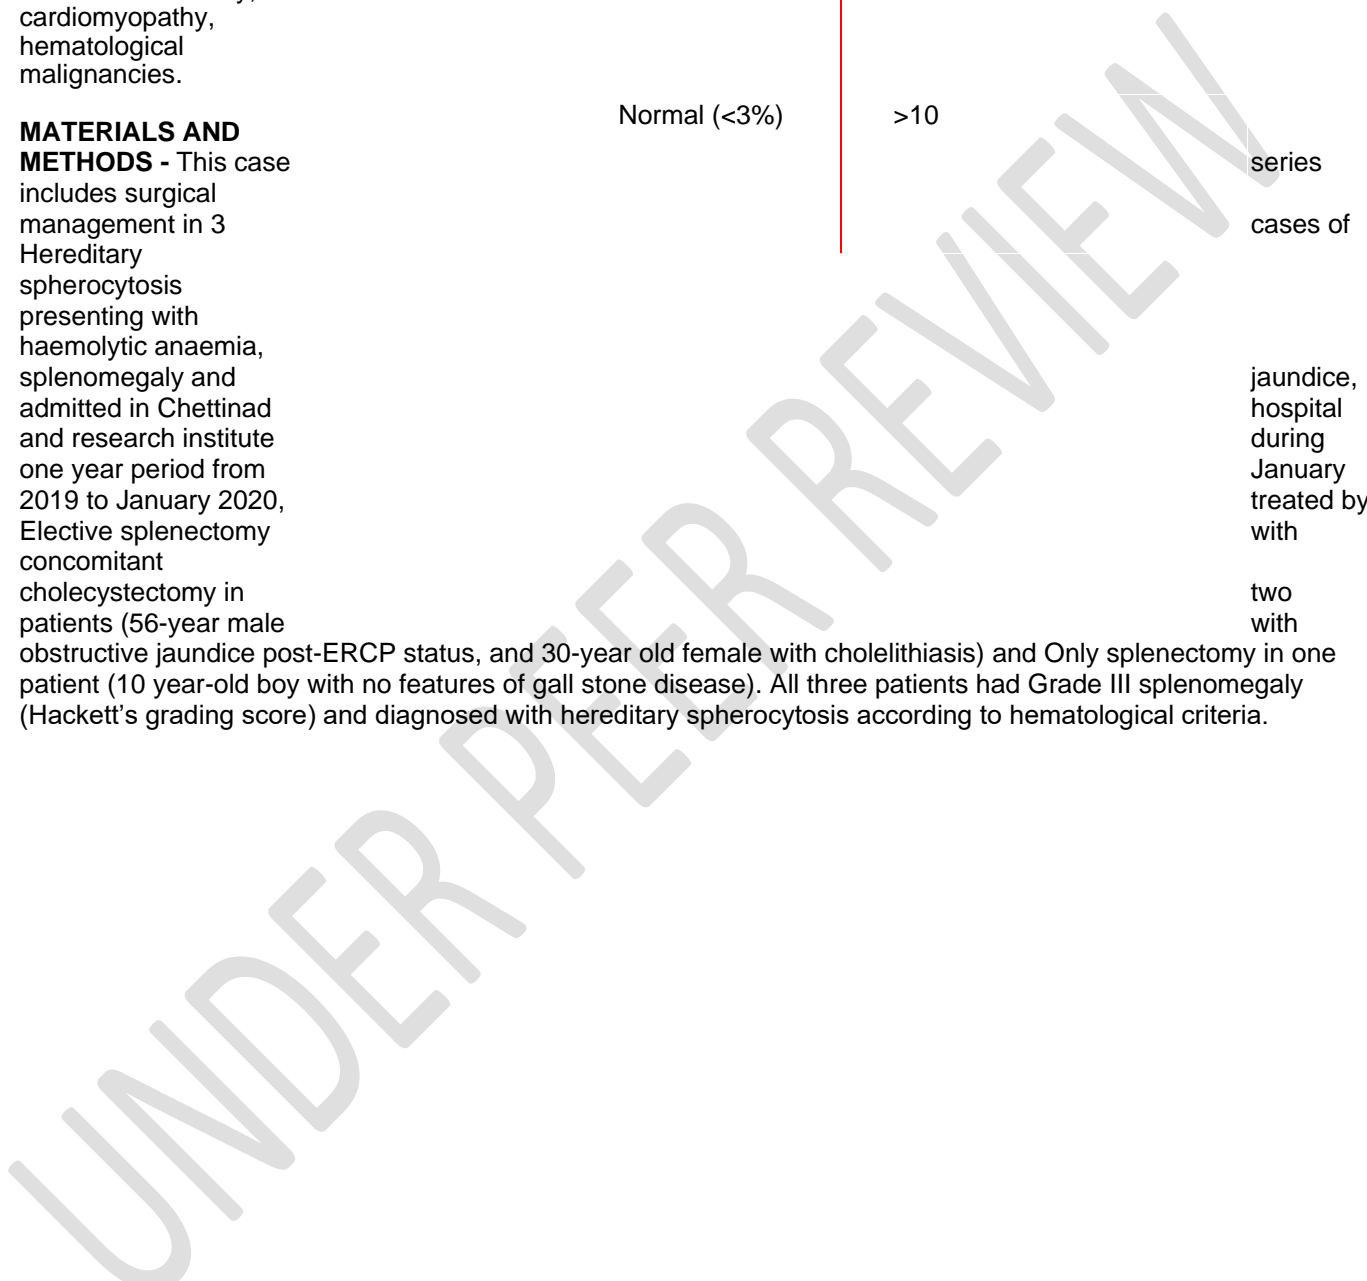 cardiomyopathy,
hematological
malignancies.
Normal (<3%) >10
MATERIALS AND
METHODS - This case series
includes surgical
management in 3 cases of
Hereditary
spherocytosis
presenting with
haemolytic anaemia,
splenomegaly and jaundice,
admitted in Chettinad hospital
and research institute during
one year period from January
2019 to January 2020, treated by
Elective splenectomy with
concomitant
cholecystectomy in two
patients (56-year male with
obstructive jaundice post-ERCP status, and 30-year old female with cholelithiasis) and Only splenectomy in one
patient (10 year-old boy with no features of gall stone disease). All three patients had Grade III splenomegaly
(Hackett's grading score) and diagnosed with hereditary spherocytosis according to hematological criteria.
UNDER PEER REVIEW